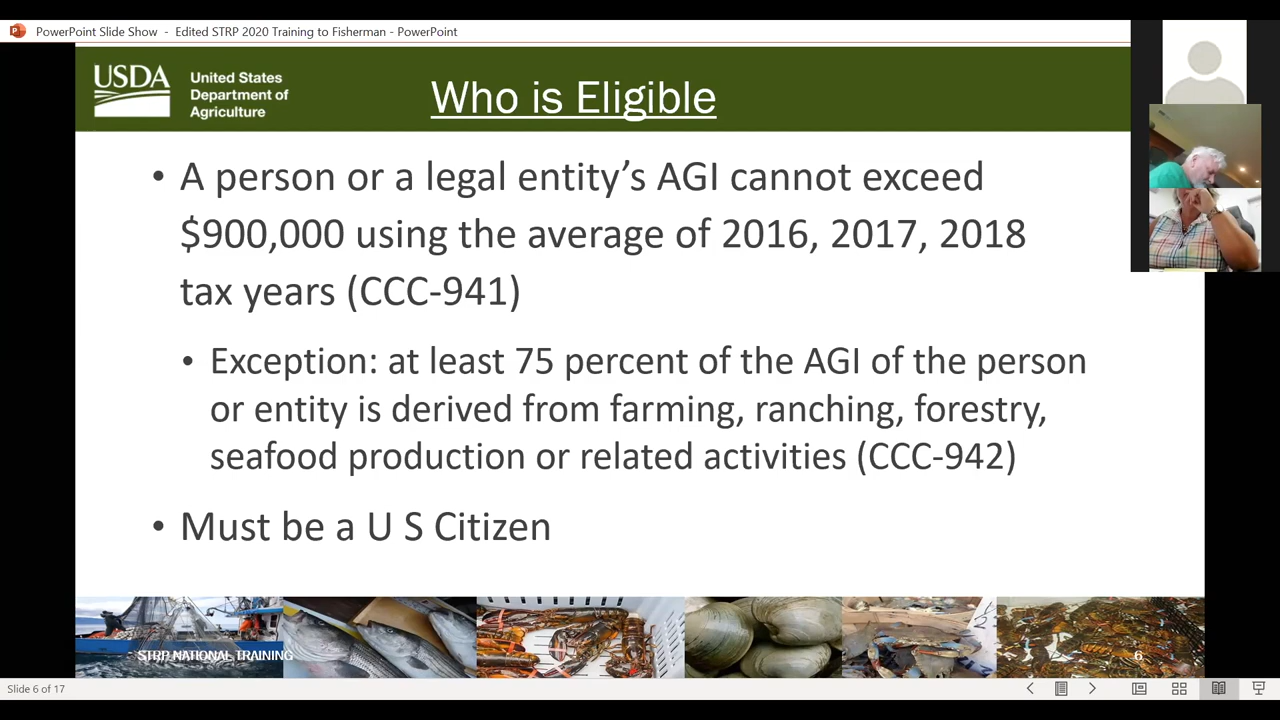 PowerPoint Slide Show - Edited STRP 2020 Training to Fisherman - PowerPoint
USDA
United States
Department of
Agriculture
Who is Eligible
• A person or a legal entity’s AGI cannot exceed
$900,000 using the average of 2016, 2017, 2018
tax years (CCC-941)
• Exception: at least 75 percent of the AGI of the person
or entity is derived from farming, ranching, forestry,
seafood production or related activities (CCC-942)
• Must be a U S Citizen
STRP NATIONAL TRAINING
6
Slide 6 of 17